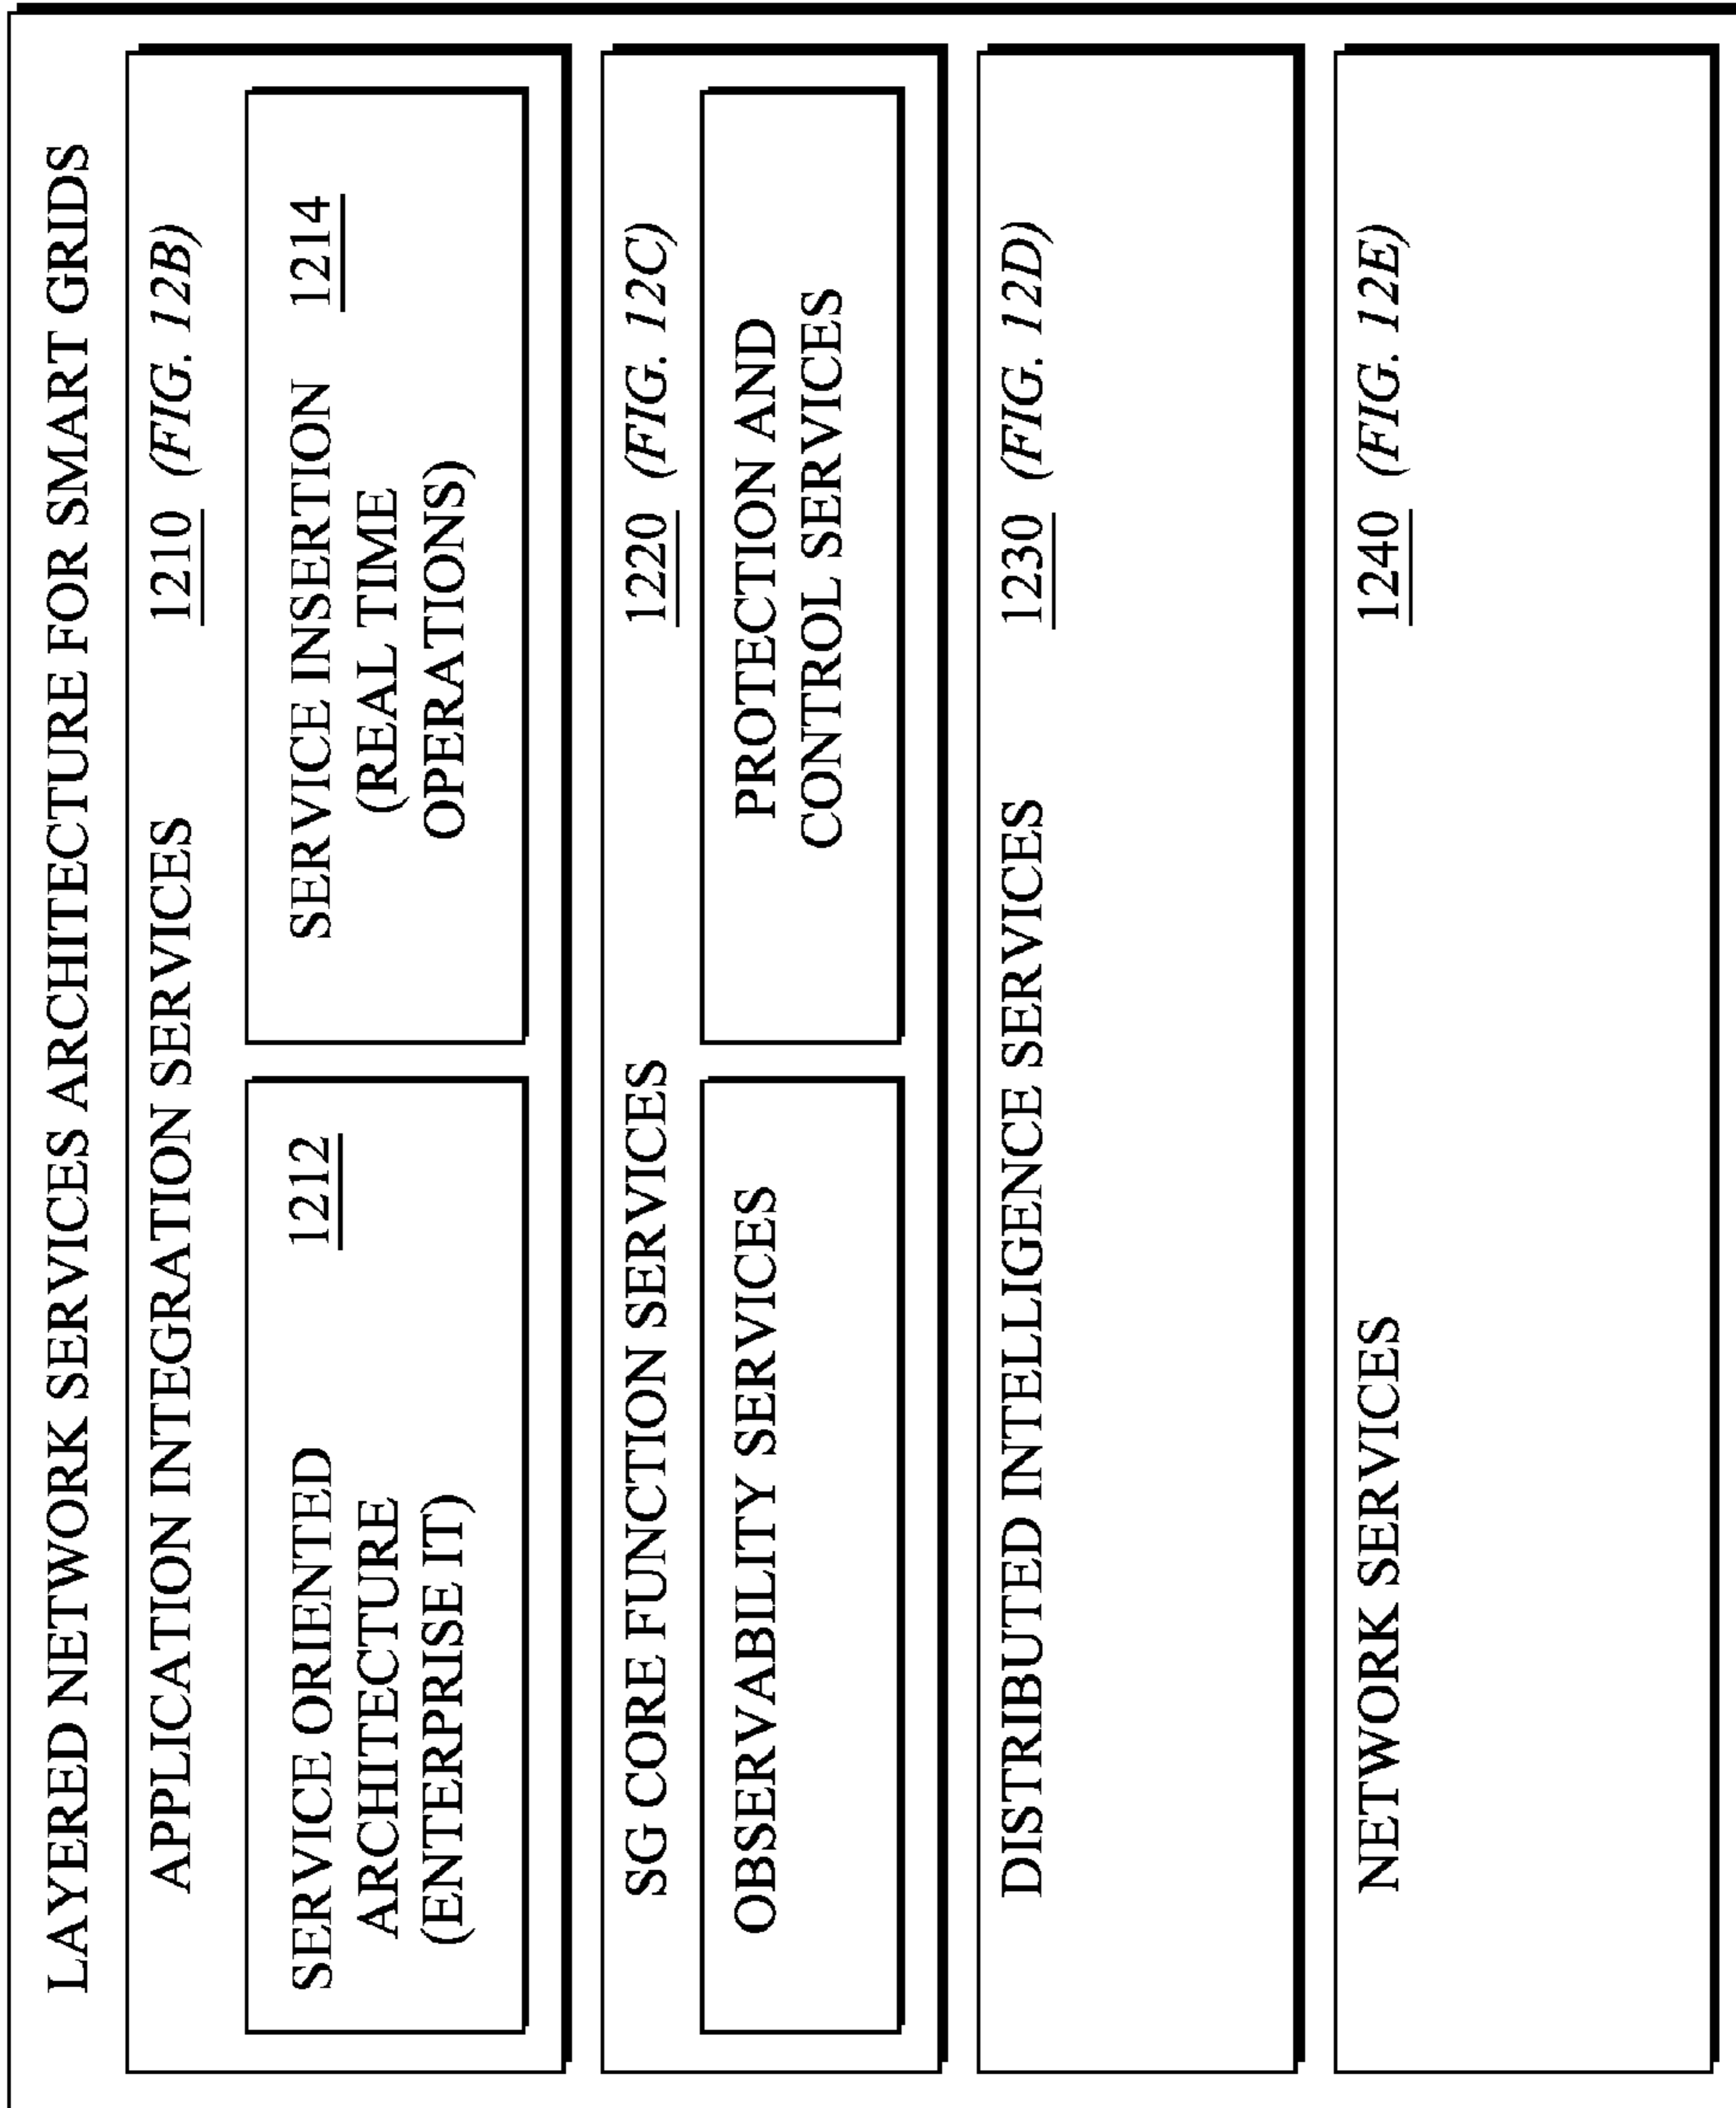 LAYERED NETWORK SERVICES ARCHITECTURE FOR SMART GRIDS
APPLICATION INTEGRATION SERVICES 1210 (FIG. 12B)
SERVICE ORIENTED 1212
ARCHITECTURE
(ENTERPRISE IT)
SERVICE INSERTION 1214
(REAL TIME
OPERATIONS)
SG CORE FUNCTION SERVICES 1220 (FIG. 12C)
OBSERVABILITY SERVICES
PROTECTION AND
CONTROL SERVICES
DISTRIBUTED INTELLIGENCE SERVICES 1230 (FIG. 12D)
NETWORK SERVICES 1240 (FIG. 12E)